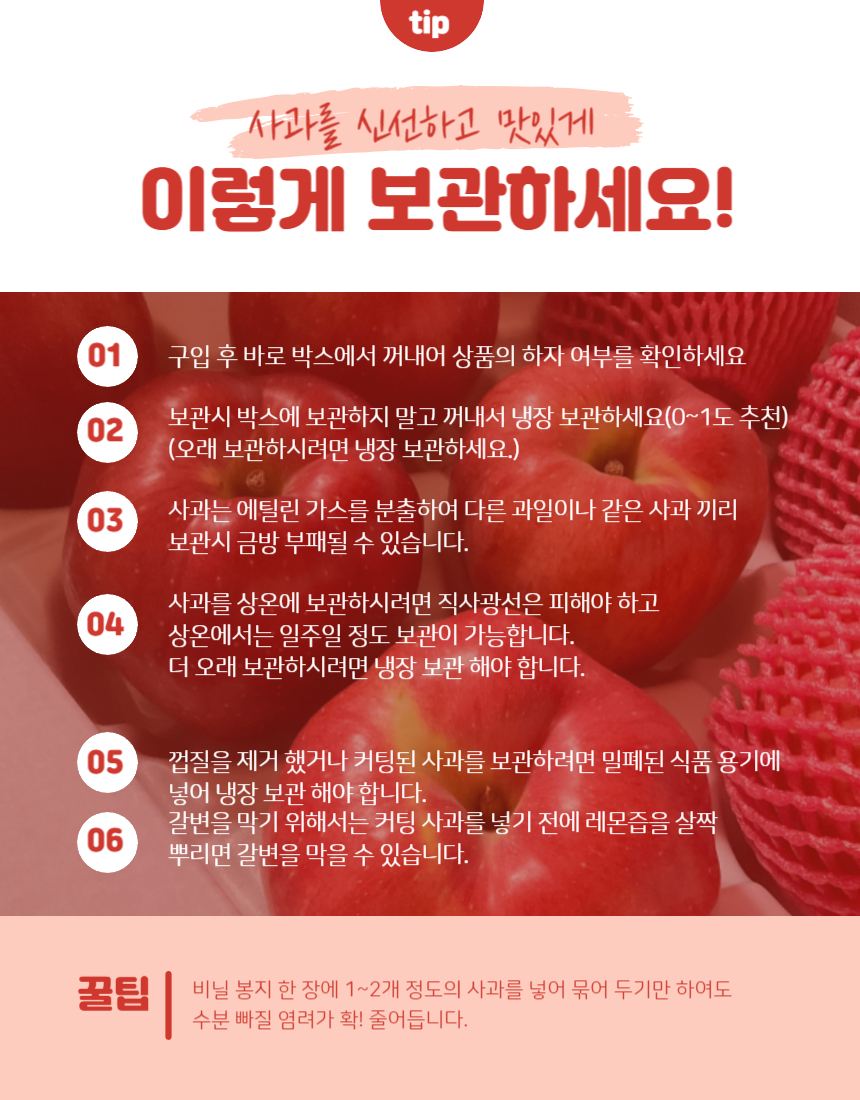 tip
사과를 신선하고 맛있게
이렇게 보관하세요!
01 구입 후 바로 박스에서 꺼내어 상품의 하자 여부를 확인하세요
02 보관시 박스에 보관하지 말고 꺼내서 냉장 보관하세요(0~1도 추천)
(오래 보관하시려면 냉장 보관하세요.)
03 사과는 에틸린 가스를 분출하여 다른 과일이나 같은 사과 끼리
보관시 금방 부패될 수 있습니다.
04 사과를 상온에 보관하시려면 직사광선은 피해야 하고
상온에서는 일주일 정도 보관이 가능합니다.
더 오래 보관하시려면 냉장 보관 해야 합니다.
05 껍질을 제거 했거나 커팅된 사과를 보관하려면 밀폐된 식품 용기에
넣어 냉장 보관 해야 합니다.
06 갈변을 막기 위해서는 커팅 사과를 넣기 전에 레몬즙을 살짝
뿌리면 갈변을 막을 수 있습니다.
꿀팁 비닐 봉지 한 장에 1~2개 정도의 사과를 넣어 묶어 두기만 하여도
수분 빠질 염려가 확! 줄어듭니다.